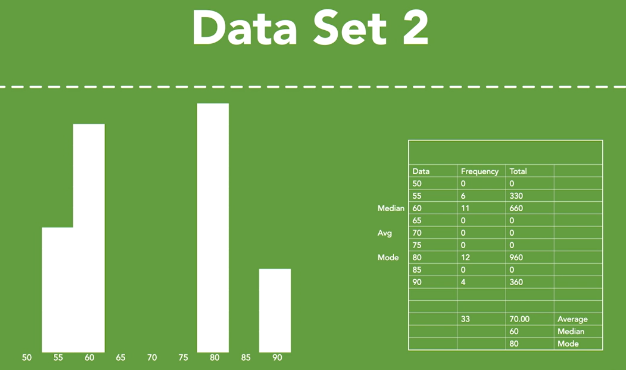 Data Set 2
50 55 60 65 70 75 80 85 90
Data Frequency Total
50 0 0
55 6 330
Median 60 11 660
65 0 0
Avg 70 0 0
75 0 0
Mode 80 12 960
85 0 0
90 4 360
33 70.00 Average
60 Median
80 Mode